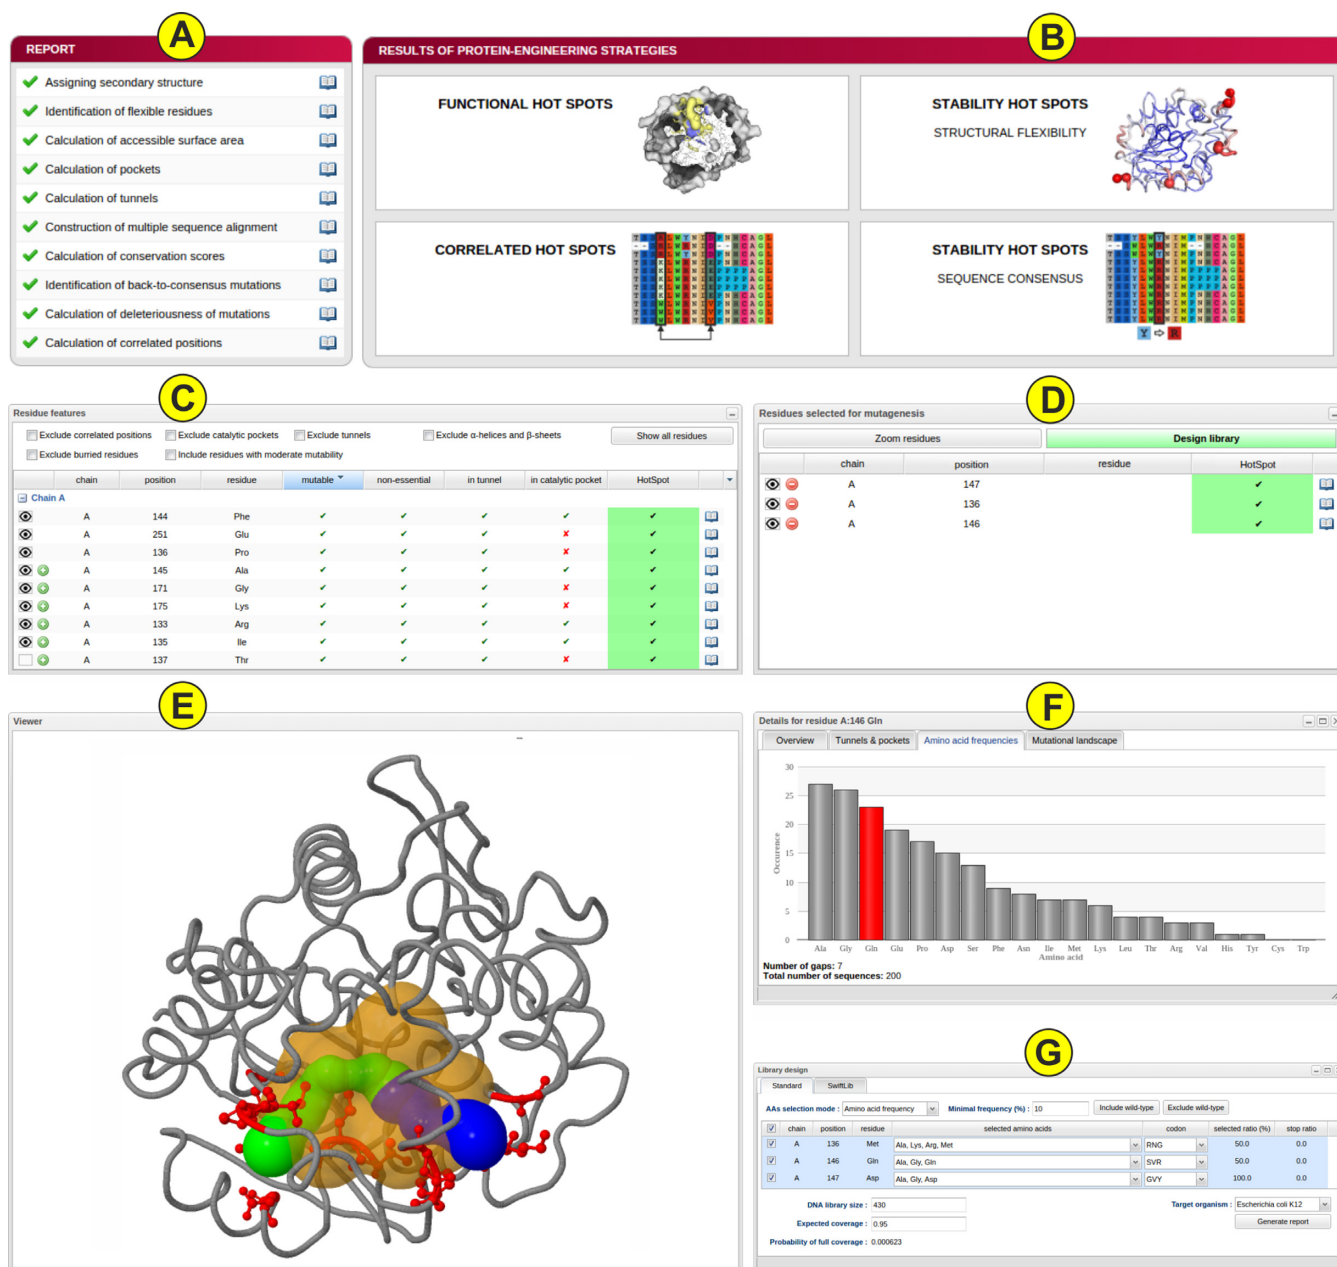 A
REPORT
Assigning secondary structure
Identification of flexible residues
Calculation of accessible surface area
Calculation of pockets
Calculation of tunnels
Construction of multiple sequence alignment
Calculation of conservation scores
Identification of back-to-consensus mutations
Calculation of deleteriousness of mutations
Calculation of correlated positions
B
RESULTS OF PROTEIN-ENGINEERING STRATEGIES
FUNCTIONAL HOT SPOTS
STABILITY HOT SPOTS
STRUCTURAL FLEXIBILITY
CORRELATED HOT SPOTS
STABILITY HOT SPOTS
SEQUENCE CONSENSUS
Y R
C
Residue features
Exclude correlated positions Exclude catalytic pockets Exclude tunnels Exclude α-helices and β-sheets Show all residues
Exclude burried residues Include residues with moderate mutability
chain position residue mutable non-essential in tunnel in catalytic pocket HotSpot
Chain A
A 144 Phe ✔ ✔ ✔ ✔ ✔
A 251 Glu ✔ ✔ ✔ ✘ ✔
A 136 Pro ✔ ✔ ✔ ✘ ✔
A 145 Ala ✔ ✔ ✔ ✔ ✔
A 171 Gly ✔ ✔ ✔ ✘ ✔
A 175 Lys ✔ ✔ ✔ ✘ ✔
A 133 Arg ✔ ✔ ✔ ✔ ✔
A 135 Ile ✔ ✔ ✔ ✔ ✔
A 137 Thr ✔ ✔ ✔ ✘ ✔
D
Residues selected for mutagenesis
Zoom residues Design library
chain position residue HotSpot
A 147 ✔
A 136 ✔
A 146 ✔
E
Viewer
F
Details for residue A:146 Gln
Overview Tunnels & pockets Amino acid frequencies Mutational landscape
30
25
20
15
10
5
0
Occurence
Ala Gly Gln Glu Pro Asp Ser Phe Asn Ile Met Lys Leu Thr Arg Val His Tyr Cys Trp
Amino acid
Number of gaps: 7
Total number of sequences: 200
G
Library design
Standard SwiftLib
AAs selection mode : Amino acid frequency Minimal frequency (%) : 10 Include wild-type Exclude wild-type
chain position residue selected amino acids codon selected ratio (%) stop ratio
A 136 Met Ala, Lys, Arg, Met RNG 50.0 0.0
A 146 Gln Ala, Gly, Gln SVR 50.0 0.0
A 147 Asp Ala, Gly, Asp GVY 100.0 0.0
DNA library size : 430 Target organism : Escherichia coli K12
Expected coverage : 0.95 Generate report
Probability of full coverage : 0.000623